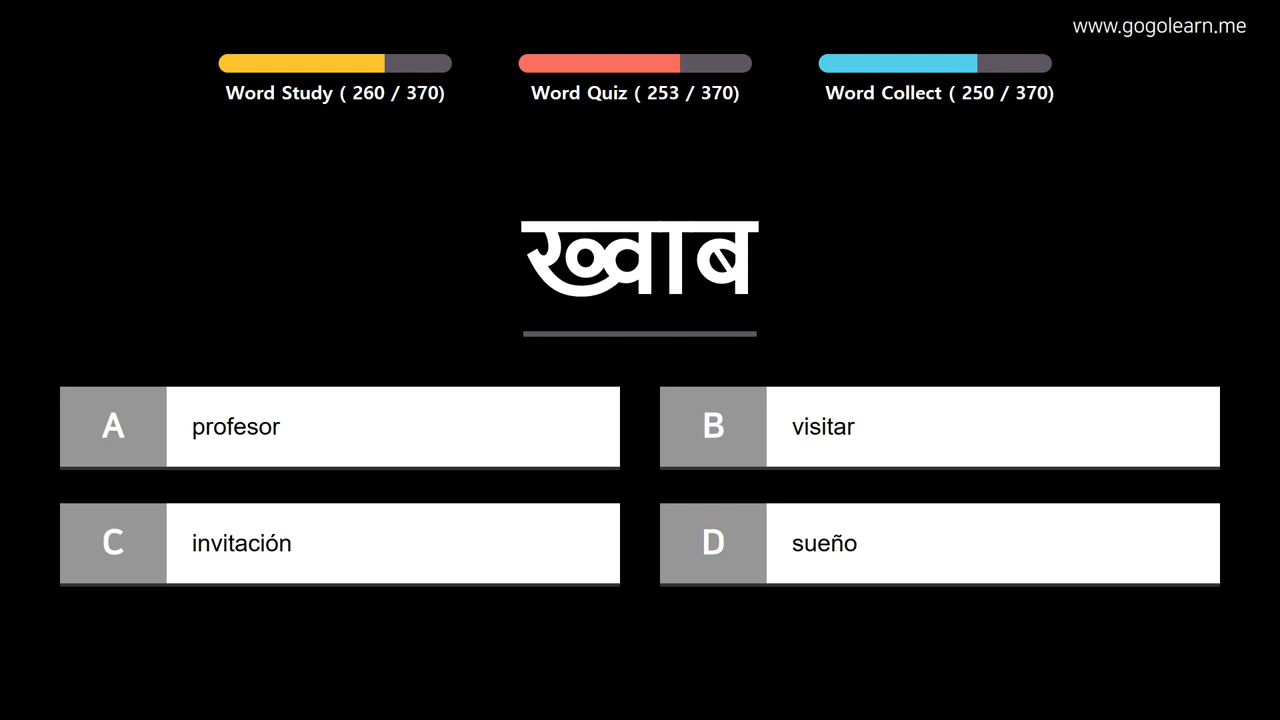 www.gogolearn.me
Word Study ( 260 / 370)
Word Quiz ( 253 / 370)
Word Collect ( 250 / 370)
ख्वाब
A profesor
B visitar
C invitación
D sueño